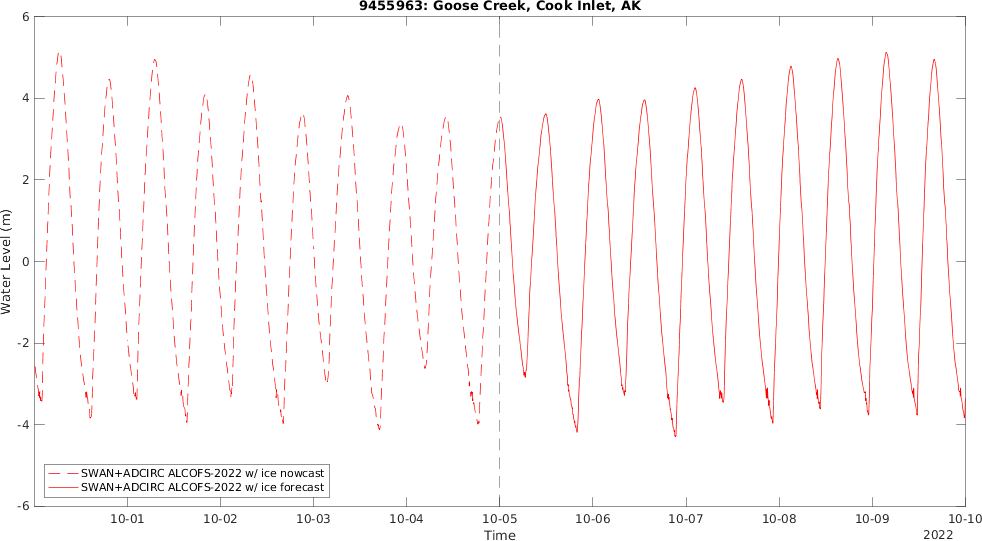 9455963: Goose Creek, Cook Inlet, AK
6
4
2
0
-2
-4
-6
Water Level (m)
SWAN+ADCIRC ALCOFS-2022 w/ ice nowcast
SWAN+ADCIRC ALCOFS-2022 w/ ice forecast
10-01 10-02 10-03 10-04 10-05 10-06 10-07 10-08 10-09 10-10
Time
2022